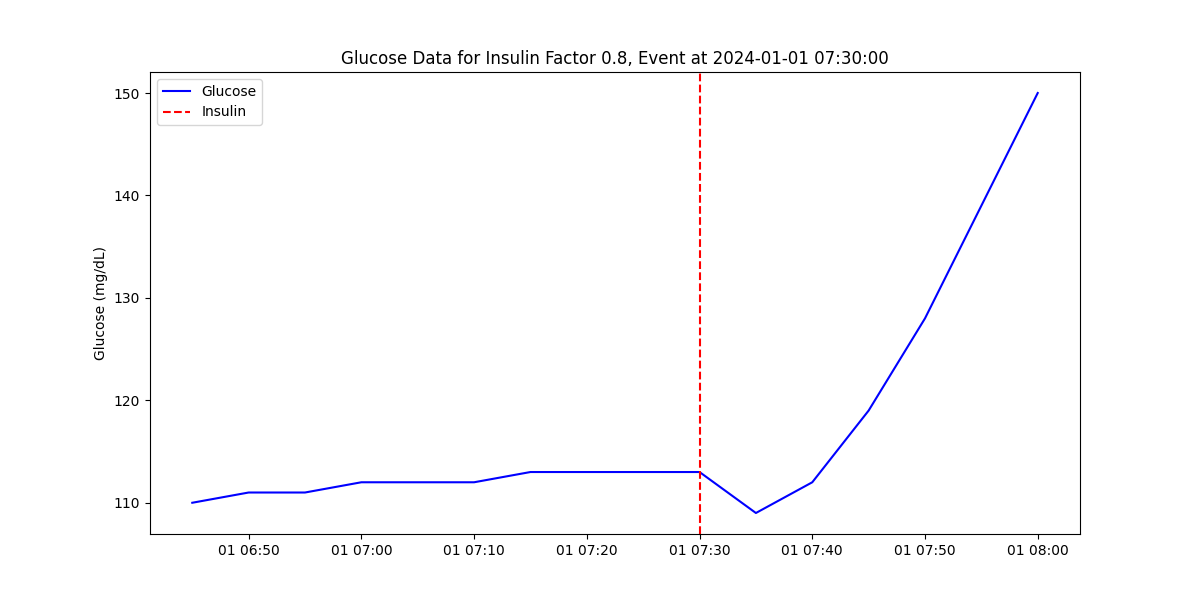 Glucose Data for Insulin Factor 0.8, Event at 2024-01-01 07:30:00
Glucose
Insulin
150
140
130
120
110
Glucose (mg/dL)
01 06:50 01 07:00 01 07:10 01 07:20 01 07:30 01 07:40 01 07:50 01 08:00